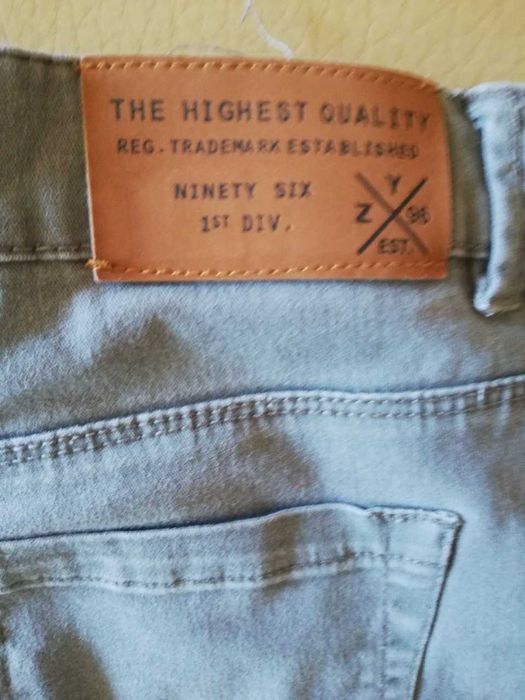 THE HIGHEST QUALITY
REG. TRADEMARK ESTABLISHED
NINETY SIX
1ST DIV.
Y
Z 96
EST.